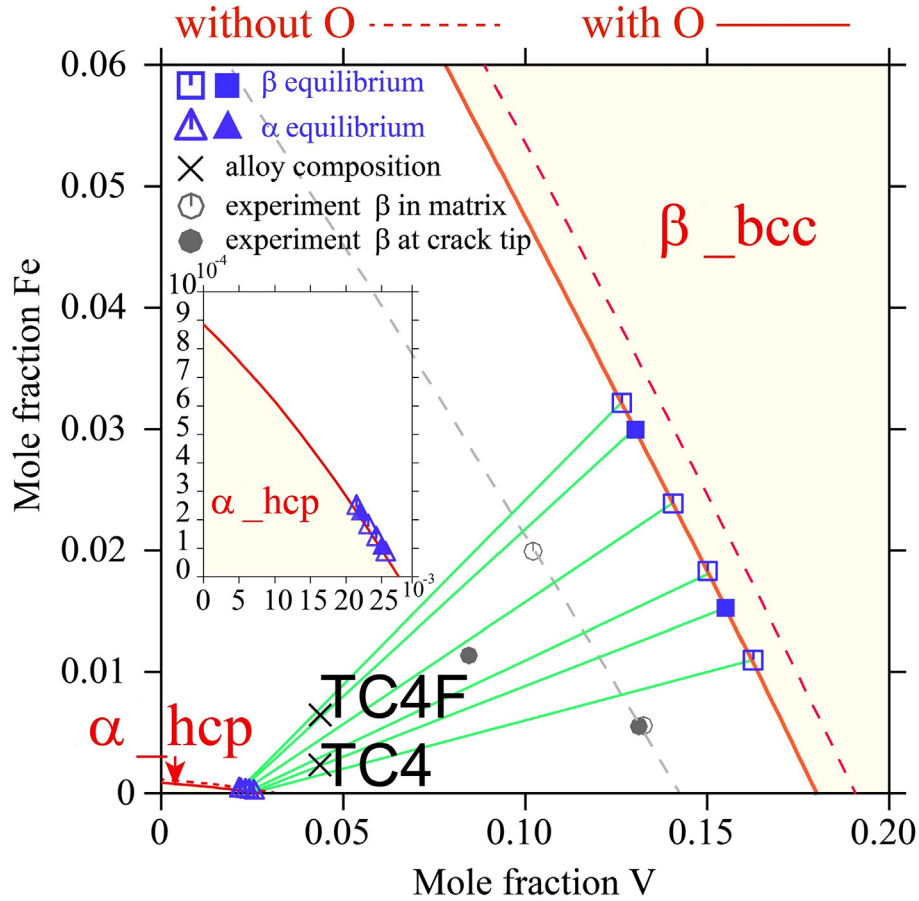 without O with O
0.06
β equilibrium
α equilibrium
alloy composition
experiment β in matrix
experiment β at crack tip
β _bcc
0.05
0.04
0.03
0.02
0.01
0
Mole fraction Fe
10⁻⁴
10
9
8
7
6
5
4
3
2
1
0
α _hcp
0 5 10 15 20 25 10⁻³
TC4F
TC4
α _hcp
0 0.05 0.10 0.15 0.20
Mole fraction V